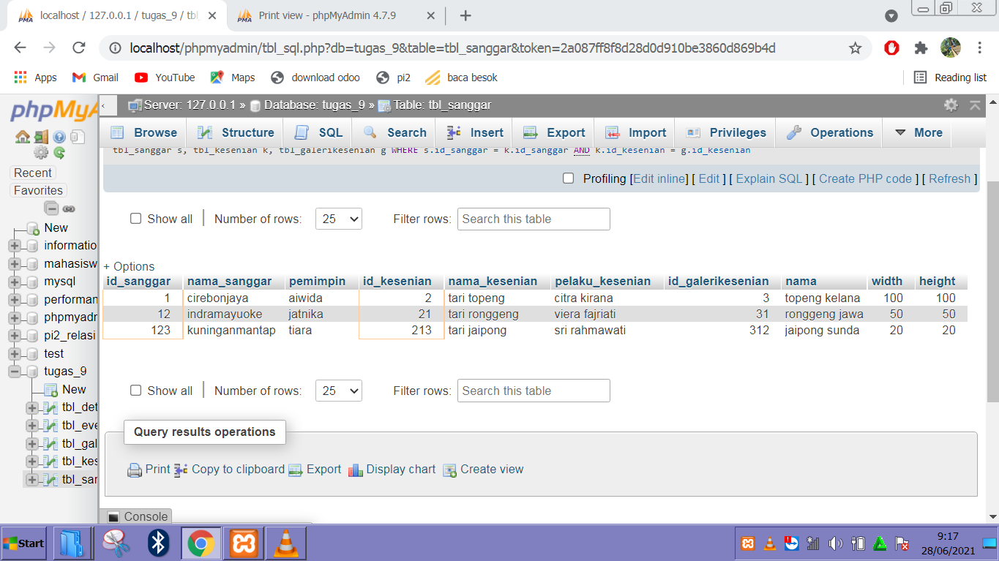 localhost / 127.0.0.1 / tugas_9 / tbl
Print view - phpMyAdmin 4.7.9
localhost/phpmyadmin/tbl_sql.php?db=tugas_9&table=tbl_sanggar&token=2a087ff8f8d28d0d910be3860d869b4d
Apps Gmail YouTube Maps download odoo pi2 baca besok Reading list
phpMyA
Server: 127.0.0.1 » Database: tugas_9 » Table: tbl_sanggar
Browse Structure SQL Search Insert Export Import Privileges Operations More
Recent
Favorites
New
informatio
mahasisw
mysql
performan
phpmyadr
pi2_relasi
test
tugas_9
New
tbl_det
tbl_eve
tbl_gal
tbl_kes
tbl_sar
tbl_sanggar s, tbl_kesenian k, tbl_galerikesenian g WHERE s.id_sanggar = k.id_sanggar AND k.id_kesenian = g.id_kesenian
Profiling [Edit inline] [ Edit ] [ Explain SQL ] [ Create PHP code ] [ Refresh ]
Show all Number of rows: 25 Filter rows: Search this table
+ Options
id_sanggar nama_sanggar pemimpin id_kesenian nama_kesenian pelaku_kesenian id_galerikesenian nama width height
1 cirebonjaya aiwida 2 tari topeng citra kirana 3 topeng kelana 100 100
12 indramayuoke jatnika 21 tari ronggeng viera fajriati 31 ronggeng jawa 50 50
123 kuninganmantap tiara 213 tari jaipong sri rahmawati 312 jaipong sunda 20 20
Show all Number of rows: 25 Filter rows: Search this table
Query results operations
Print Copy to clipboard Export Display chart Create view
Console
Start
9:17
28/06/2021